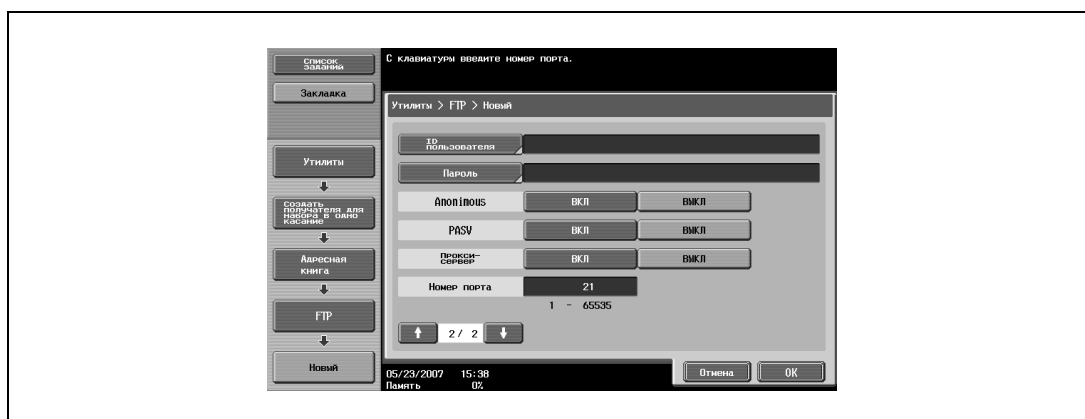 Список
заданий
Закладка
С клавиатуры введите номер порта.
Утилиты > FTP > Новый
ID
пользователя
Пароль
Anonimous
ВКЛ
ВЫКЛ
PASV
ВКЛ
ВЫКЛ
Прокси-
сервер
ВКЛ
ВЫКЛ
Номер порта
21
1 - 65535
2/ 2
Утилиты
Создать
получателя для
набора в одно
касание
Адресная
книга
FTP
Новый
05/23/2007 15:38
Память 0%
Отмена
OK